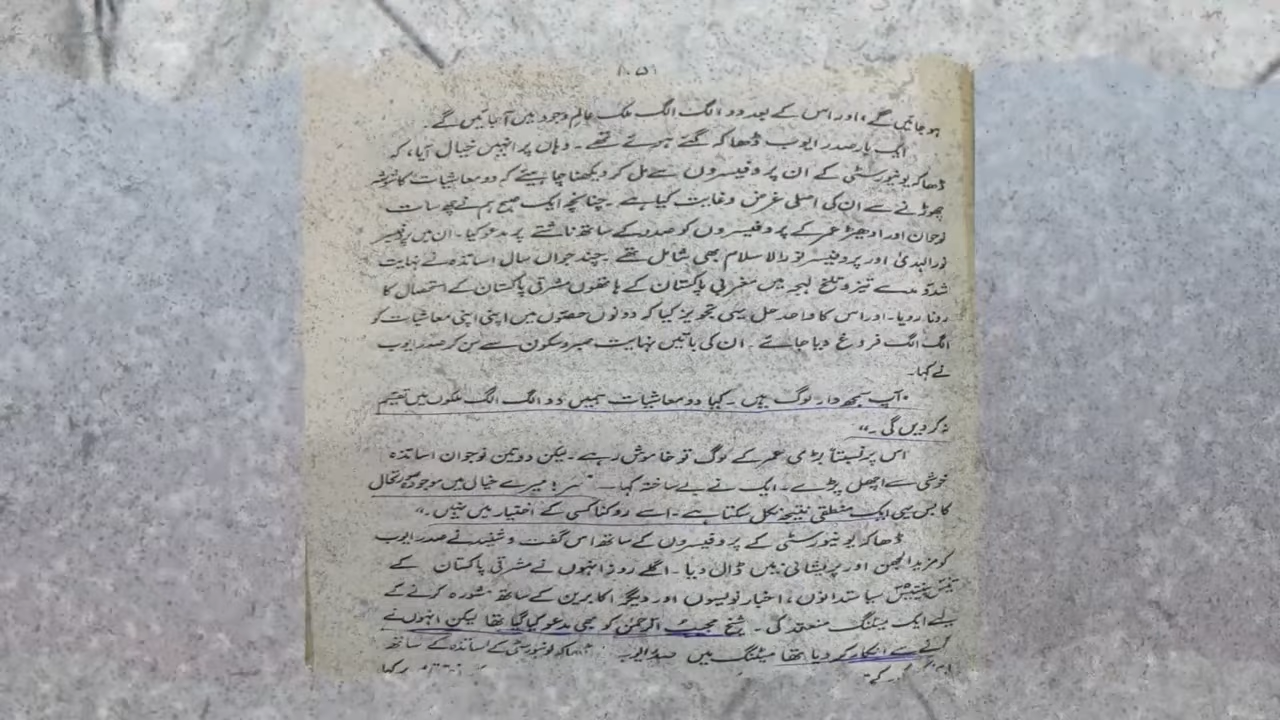 ہو جائیں گے، اور اس کے بعد دو الگ الگ ملک عالمِ وجود میں آ جائیں گے۔
ایک بار صدر ایوب ڈھاکہ گئے ہوئے تھے۔ وہاں پر انہیں خیال آیا، کہ
ڈھاکہ یونیورسٹی کے ان پروفیسروں سے مل کر دیکھنا چاہیئے کہ دو معاشیات کا شوشہ
چھوڑنے سے ان کی اصلی غرض و غایت کیا ہے۔ چنانچہ ایک صبح ہم نے چھ سات
نوجوان اور ادھیڑ عمر کے پروفیسروں کو صدر کے ساتھ ناشتے پر مدعو کیا۔ ان میں پروفیسر
نورالہدیٰ اور پروفیسر نورالاسلام بھی شامل تھے۔ چند جواں سال اساتذہ نے نہایت
شدّومد سے تیز و تلخ لہجہ میں مغربی پاکستان کے ہاتھوں مشرقی پاکستان کے استحصال کا
رونا رویا۔ اور اس کا واحد حل یہی تجویز کیا کہ دونوں حصّوں میں اپنی اپنی معاشیات کو
الگ الگ فروغ دیا جائے۔ ان کی باتیں نہایت صبر و سکون سے سن کر صدر ایوب
نے کہا۔
"آپ سمجھ دار لوگ ہیں۔ کیا دو معاشیات ہمیں دو الگ الگ ملکوں میں تقسیم
نہ کر دیں گی۔"
اس پر نسبتاً بڑی عمر کے لوگ تو خاموش رہے۔ لیکن دو تین نوجوان اساتذہ
خوشی سے اچھل پڑے۔ ایک نے بے ساختہ کہا۔ "سر! میرے خیال میں موجودہ صورتحال
کا بس یہی ایک منطقی نتیجہ نکل سکتا ہے۔ اسے روکنا کسی کے اختیار میں نہیں۔"
ڈھاکہ یونیورسٹی کے پروفیسروں کے ساتھ اس گفت و شنید نے صدر ایوب
کو مزید الجھن اور پریشانی میں ڈال دیا۔ اگلے روز انہوں نے مشرقی پاکستان کے
سیاستدانوں، اخبار نویسوں اور دیگر اکابرین کے ساتھ مشورہ کرنے کے
لیے ایک میٹنگ منعقد کی۔ شیخ مجیب الرحمٰن کو بھی مدعو کیا گیا تھا لیکن انہوں نے
آنے سے انکار کر دیا تھا میٹنگ میں صدر ایوب ڈھاکہ یونیورسٹی کے اساتذہ کے ساتھ